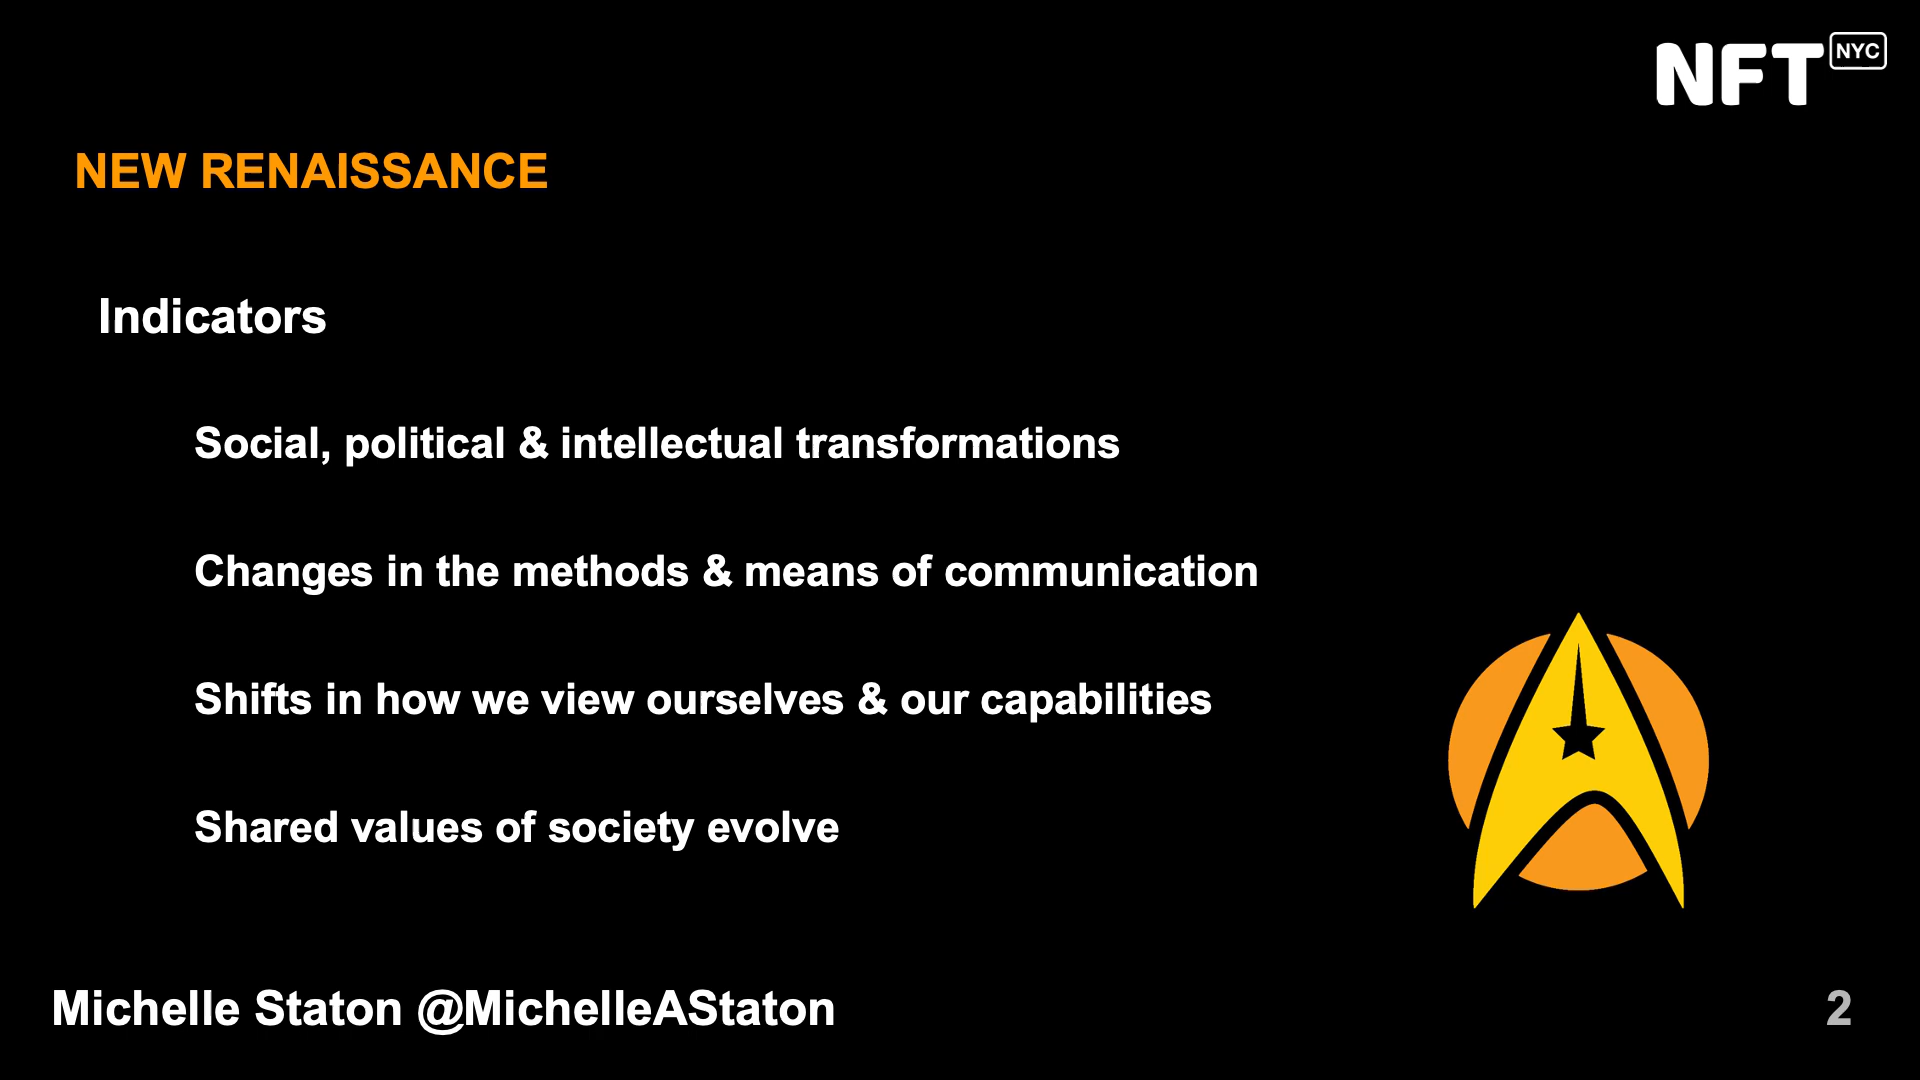 NFT NYC
NEW RENAISSANCE
Indicators
Social, political & intellectual transformations
Changes in the methods & means of communication
Shifts in how we view ourselves & our capabilities
Shared values of society evolve
Michelle Staton @MichelleAStaton
2